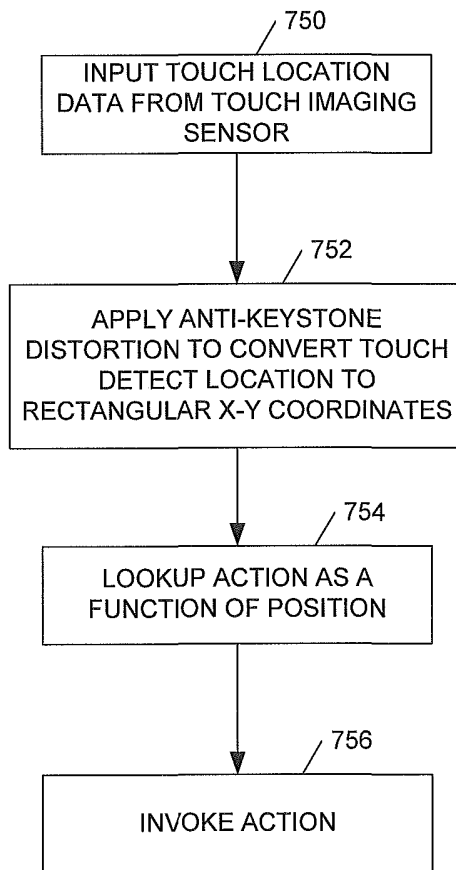 750
INPUT TOUCH LOCATION
DATA FROM TOUCH IMAGING
SENSOR
752
APPLY ANTI-KEYSTONE
DISTORTION TO CONVERT TOUCH
DETECT LOCATION TO
RECTANGULAR X-Y COORDINATES
754
LOOKUP ACTION AS A
FUNCTION OF POSITION
756
INVOKE ACTION